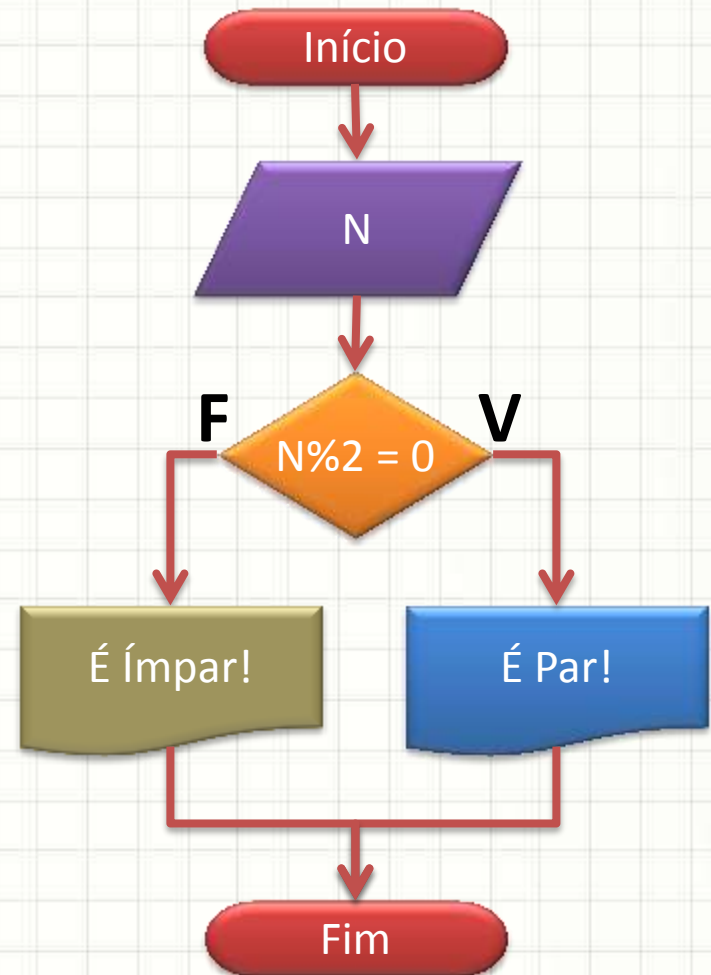 Início
N
F
V
N%2 = 0
É Ímpar!
É Par!
Fim